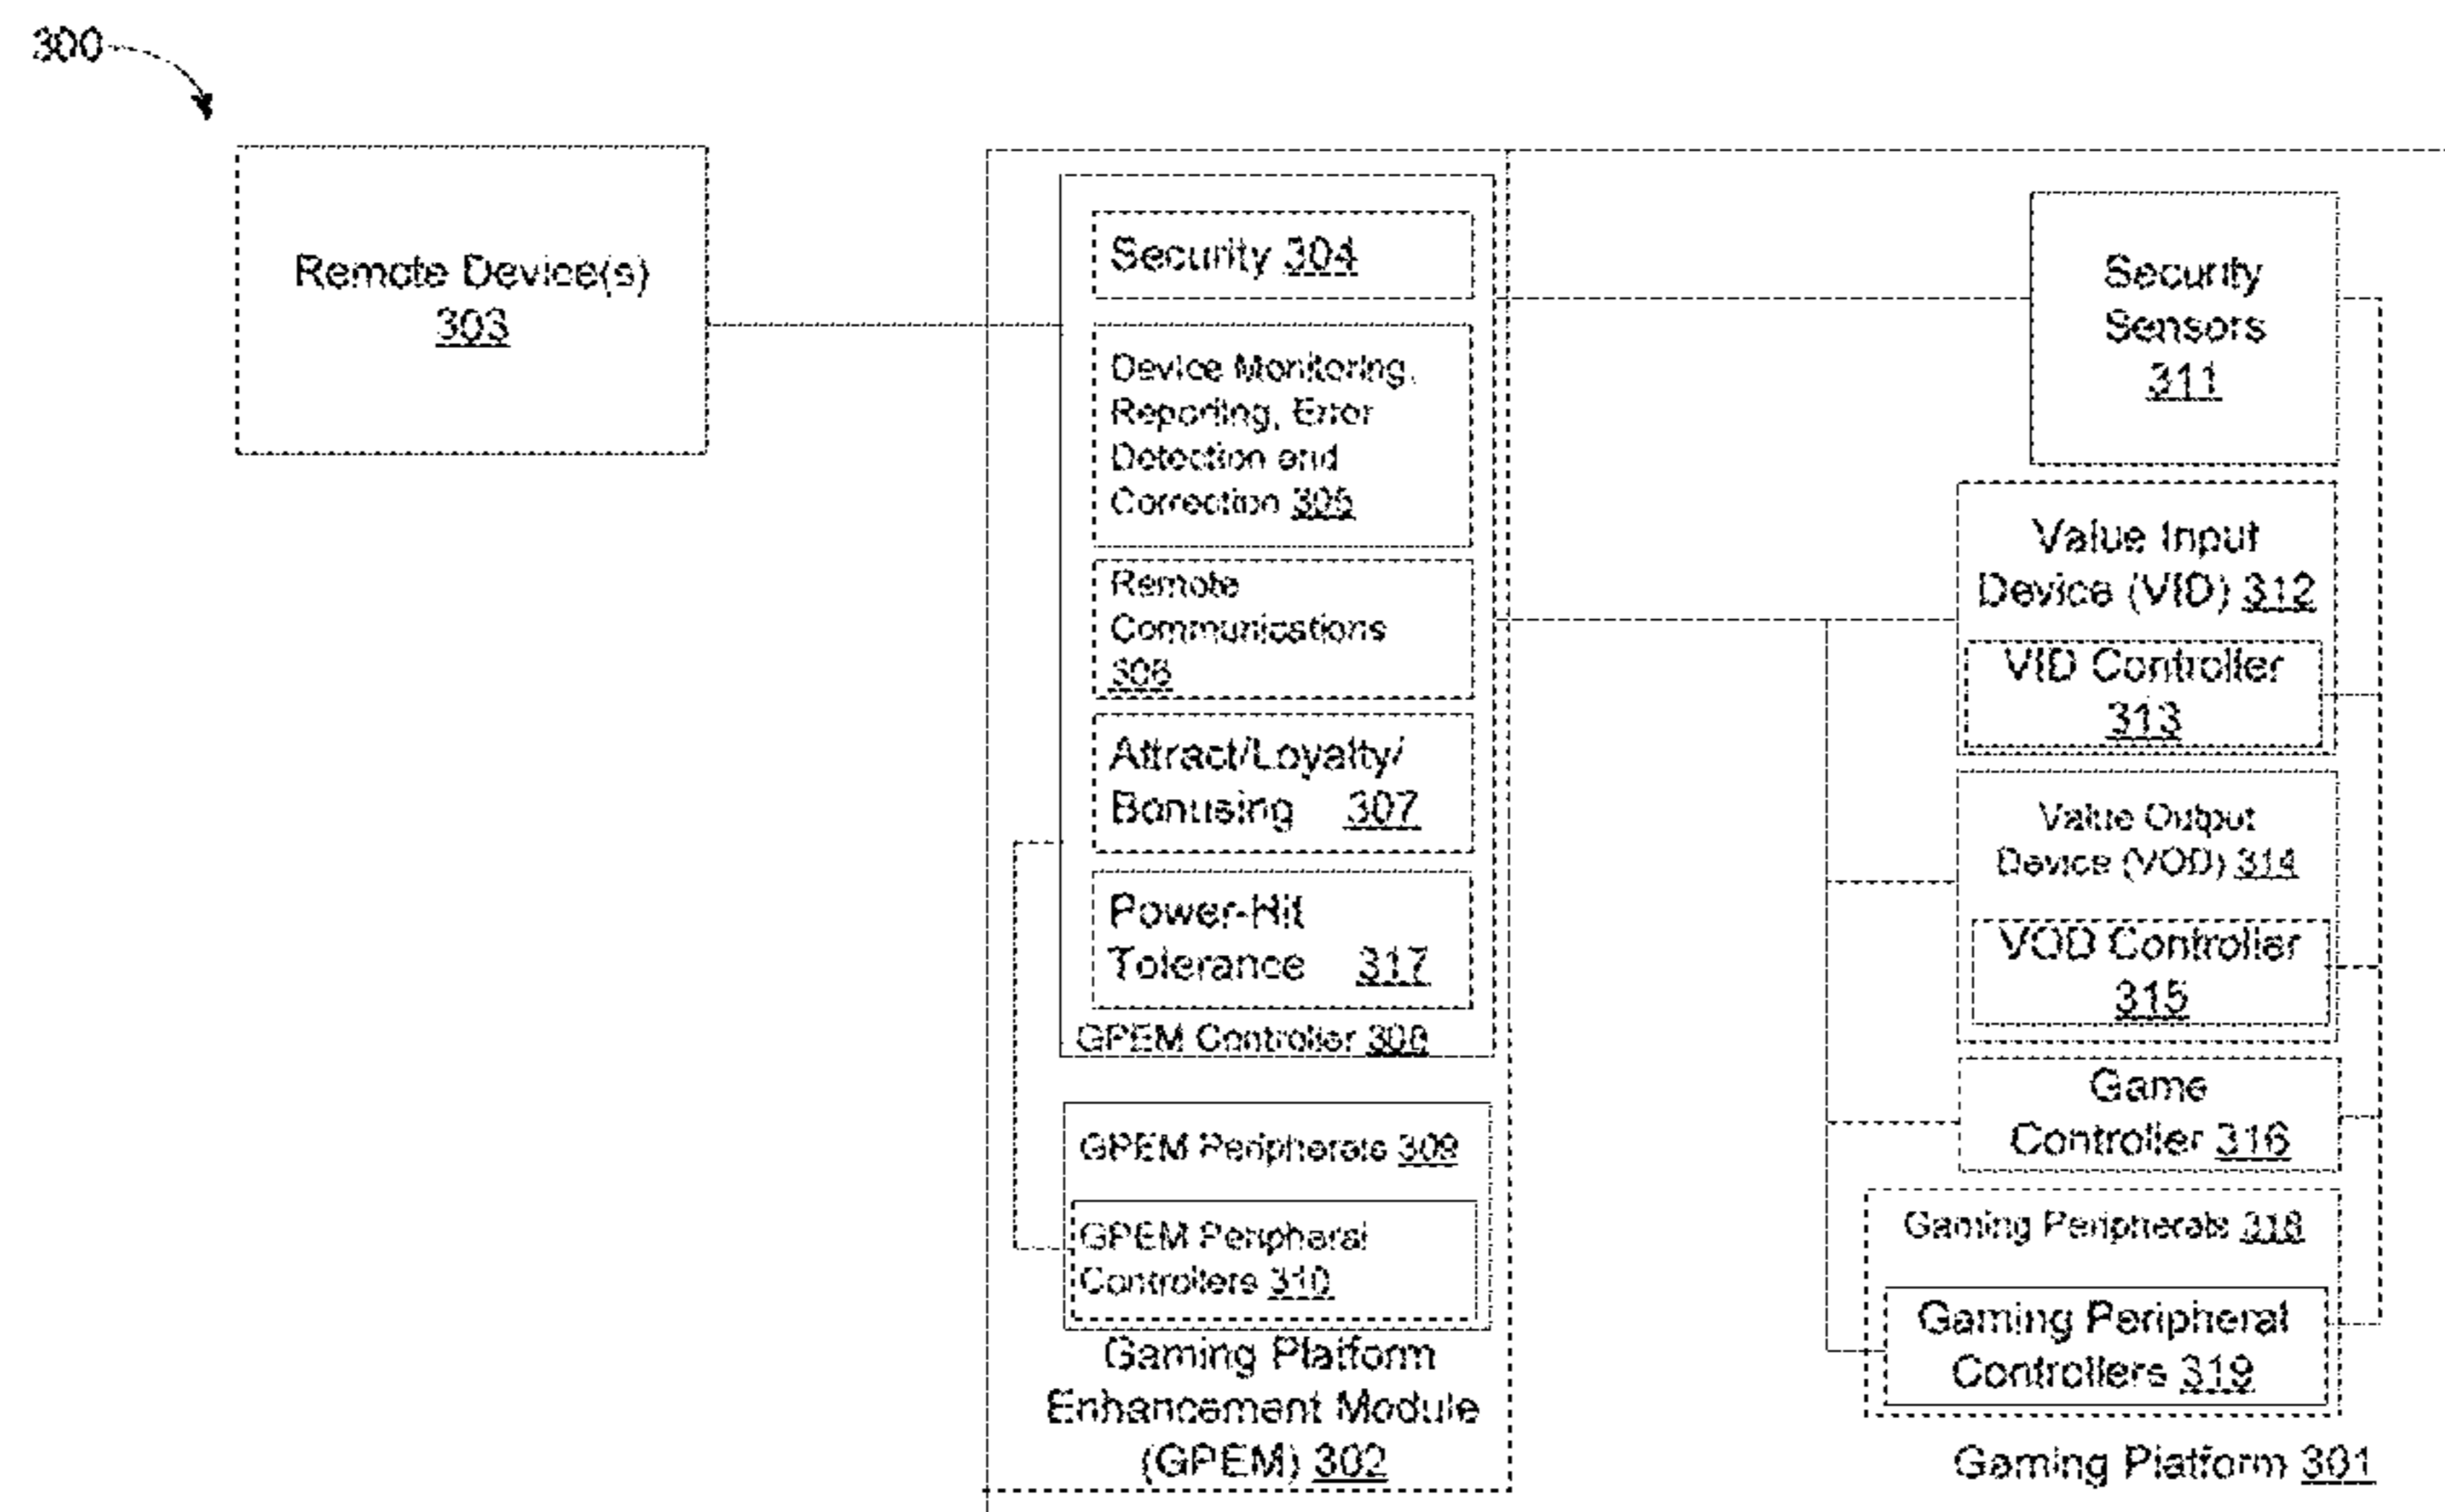 300
Remote Device(s)
303
Security 304
Device Monitoring,
Reporting, Error
Detection and
Correction 305
Remote
Communications
306
Attract/Loyalty/
Bonusing 307
Power-Hit
Tolerance 317
GPEM Controller 308
GPEM Peripherals 309
GPEM Peripheral
Controllers 310
Gaming Platform
Enhancement Module
(GPEM) 302
Security
Sensors
311
Value Input
Device (VID) 312
VID Controller
313
Value Output
Device (VOD) 314
VOD Controller
315
Game
Controller 316
Gaming Peripherals 318
Gaming Peripheral
Controllers 319
Gaming Platform 301